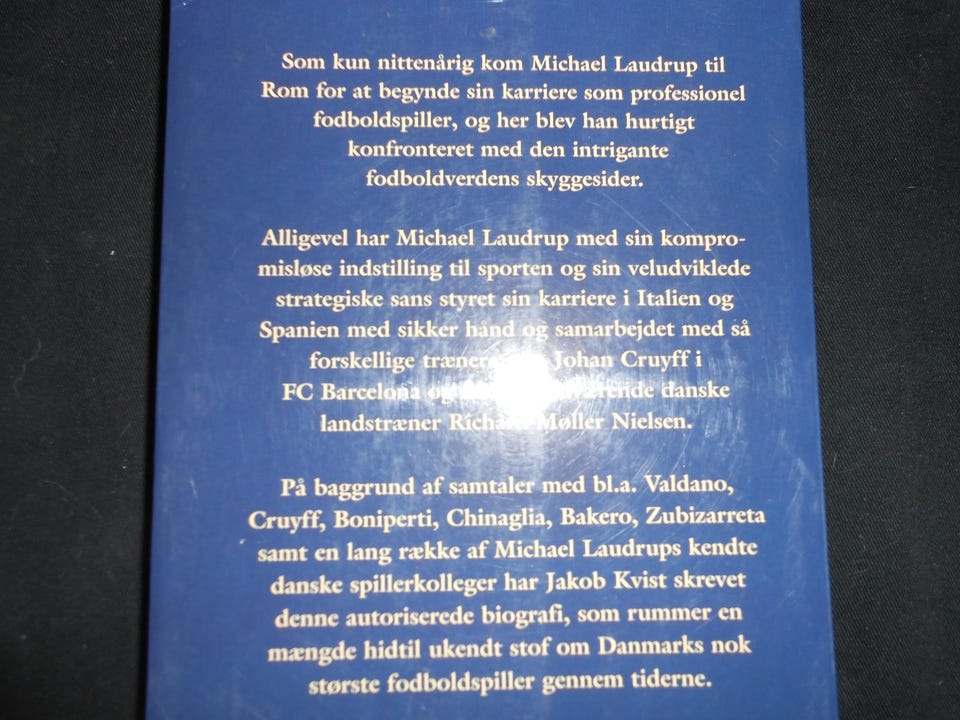 Som kun nittenårig kom Michael Laudrup til
Rom for at begynde sin karriere som professionel
fodboldspiller, og her blev han hurtigt
konfronteret med den intrigante
fodboldverdens skyggesider.
Alligevel har Michael Laudrup med sin kompro-
misløse indstilling til sporten og sin veludviklede
strategiske sans styret sin karriere i Italien og
Spanien med sikker hånd og samarbejdet med så
forskellige trænere Johan Cruyff i
FC Barcelona og danske
landstræner Richard Møller Nielsen.
På baggrund af samtaler med bl.a. Valdano,
Cruyff, Boniperti, Chinaglia, Bakero, Zubizarreta
samt en lang række af Michael Laudrups kendte
danske spillerkolleger har Jakob Kvist skrevet
denne autoriserede biografi, som rummer en
mængde hidtil ukendt stof om Danmarks nok
største fodboldspiller gennem tiderne.